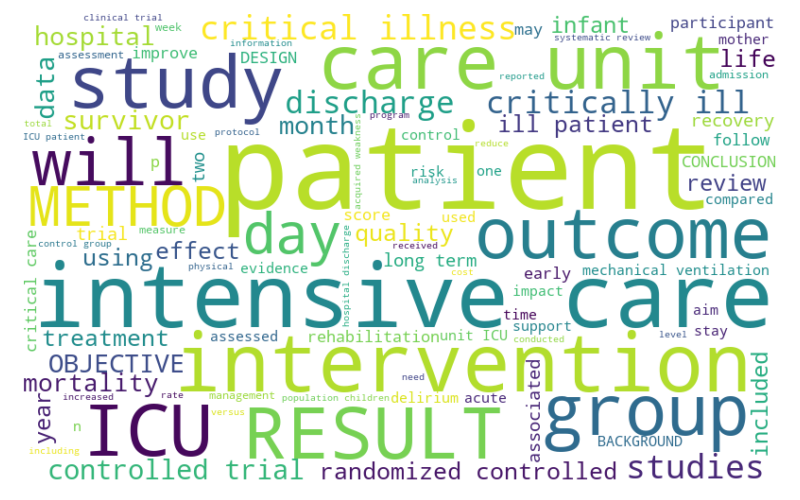 clinical trial
week
critical illness
may
infant
participant
hospital
information
systematic review
mother
assessment
improve
DESIGN
care unit
life
data
study
reported
admission
discharge
critically ill
survivor
month
program
ill patient
recovery
total
ICU patient
use
protocol
control
reduce
follow
will
p
two
patient
acquired weakness
risk
one
analysis
CONCLUSION
review
METHOD
score
used
compared
trial
measure
day
quality
outcome
control group
using
effect
received
long term
early
mechanical ventilation
critical care
physical
evidence
hospital discharge
cost
intensive care
impact
aim
time
support
stay
treatment
assessed
rehabilitation
unit ICU
conducted
level
OBJECTIVE
intervention
mortality
need
associated
included
year
increased
rate
management
population children
delirium
acute
n
ICU
versus
RESULT
group
BACKGROUND
including
controlled trial
randomized controlled
studies